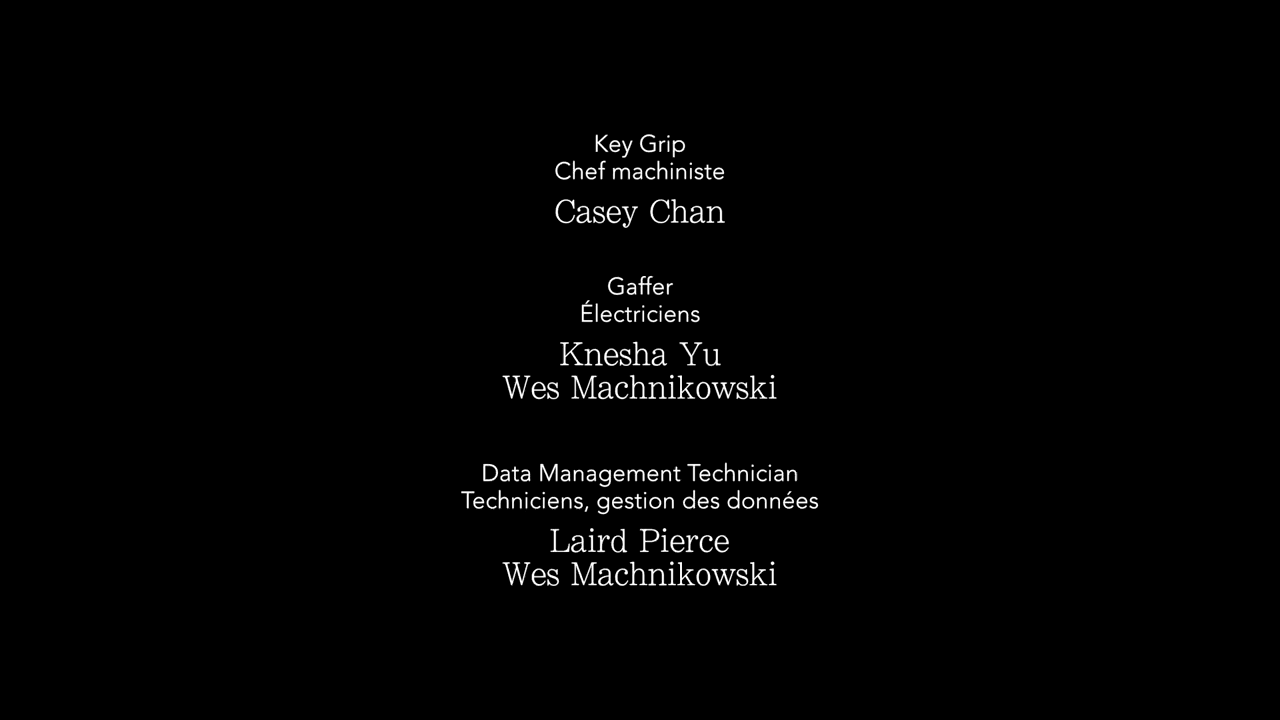 Key Grip
Chef machiniste
Casey Chan
Gaffer
Électriciens
Knesha Yu
Wes Machnikowski
Data Management Technician
Techniciens, gestion des données
Laird Pierce
Wes Machnikowski